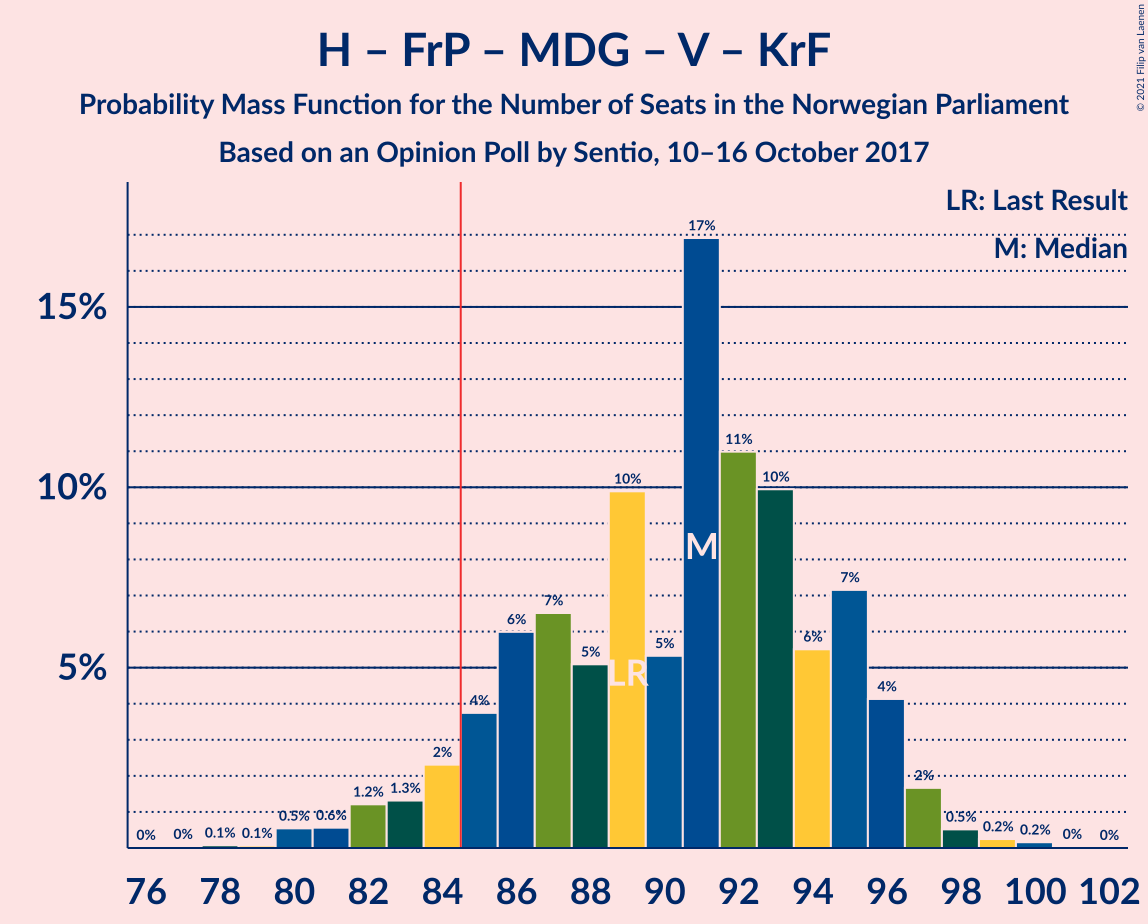 H – FrP – MDG – V – KrF
Probability Mass Function for the Number of Seats in the Norwegian Parliament
Based on an Opinion Poll by Sentio, 10–16 October 2017
© 2021 Filip van Laenen
LR: Last Result
M: Median
15%
10%
5%
0% 0% 0.1% 0.1% 0.5% 0.6% 1.2% 1.3% 2% 4% 6% 7% 5% 10% 5% 17% 11% 10% 6% 7% 4% 2% 0.5% 0.2% 0.2% 0% 0%
LR
M
76 78 80 82 84 86 88 90 92 94 96 98 100 102